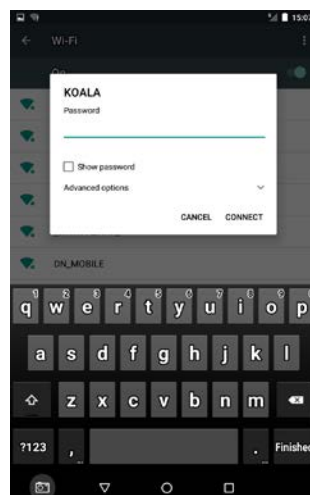 15:07
Wi-Fi
On
KOALA
Password
Show password
Advanced options
CANCEL CONNECT
DN_MOBILE
1 2 3 4 5 6 7 8 9 0
q w e r t y u i o p
a s d f g h j k l
z x c v b n m
?123 , . Finished